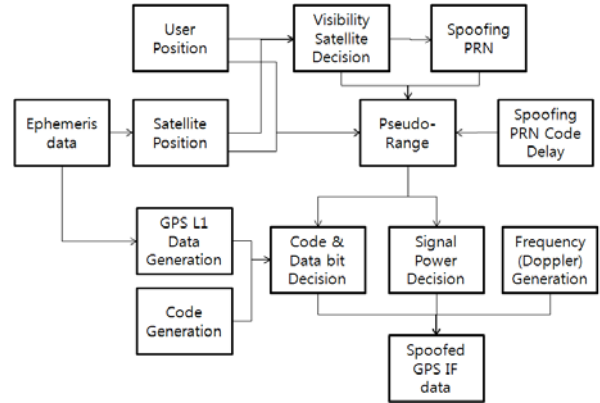 User
Position
Visibility
Satellite
Decision
Spoofing
PRN
Ephemeris
data
Satellite
Position
Pseudo-
Range
Spoofing
PRN Code
Delay
GPS L1
Data
Generation
Code &
Data bit
Decision
Signal
Power
Decision
Frequency
(Doppler)
Generation
Code
Generation
Spoofed
GPS IF
data